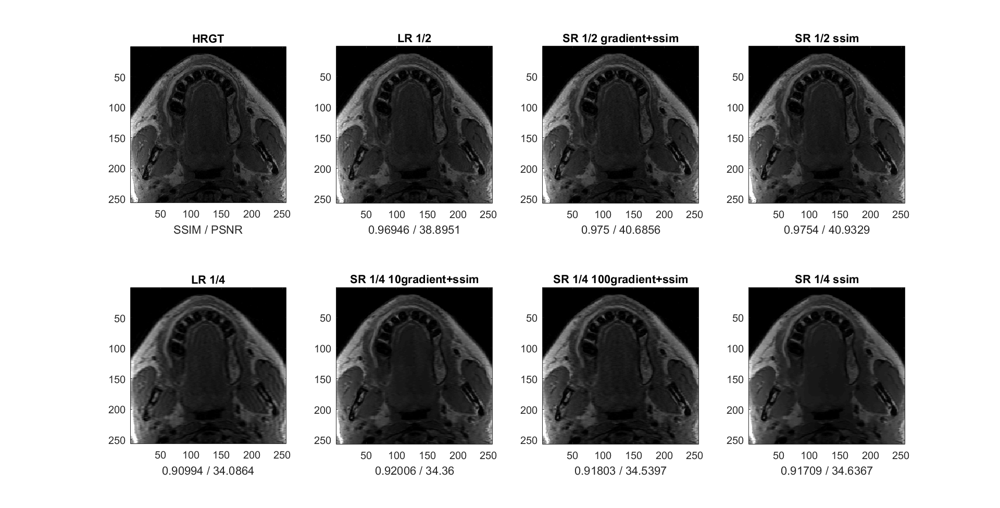 HRGT
LR 1/2
SR 1/2 gradient+ssim
SR 1/2 ssim
50
100
150
200
250
50 100 150 200 250
SSIM / PSNR
50
100
150
200
250
50 100 150 200 250
0.96946 / 38.8951
50
100
150
200
250
50 100 150 200 250
0.975 / 40.6856
50
100
150
200
250
50 100 150 200 250
0.9754 / 40.9329
LR 1/4
SR 1/4 10gradient+ssim
SR 1/4 100gradient+ssim
SR 1/4 ssim
50
100
150
200
250
50 100 150 200 250
0.90994 / 34.0864
50
100
150
200
250
50 100 150 200 250
0.92006 / 34.36
50
100
150
200
250
50 100 150 200 250
0.91803 / 34.5397
50
100
150
200
250
50 100 150 200 250
0.91709 / 34.6367